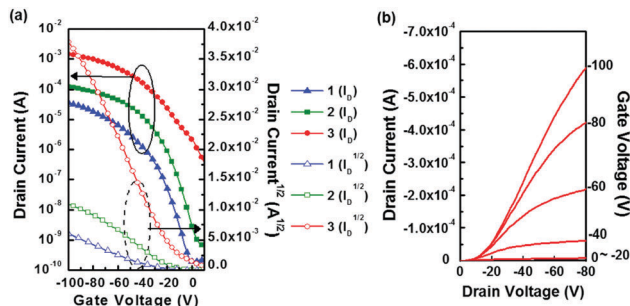 (a)
10^-2
10^-3
10^-4
10^-5
10^-6
10^-7
10^-8
10^-9
10^-10
Drain Current (A)
-100 -80 -60 -40 -20 0
Gate Voltage (V)
4.0x10^-2
3.5x10^-2
3.0x10^-2
2.5x10^-2
2.0x10^-2
1.5x10^-2
1.0x10^-2
5.0x10^-3
0.0
Drain Current^1/2 (A^1/2)
1 (I_D)
2 (I_D)
3 (I_D)
1 (I_D^1/2)
2 (I_D^1/2)
3 (I_D^1/2)
(b)
-7.0x10^-4
-6.0x10^-4
-5.0x10^-4
-4.0x10^-4
-3.0x10^-4
-2.0x10^-4
-1.0x10^-4
0.0
Drain Current (A)
0 -20 -40 -60 -80
Drain Voltage (V)
-100
-80
-60
-40
0~ -20
Gate Voltage (V)